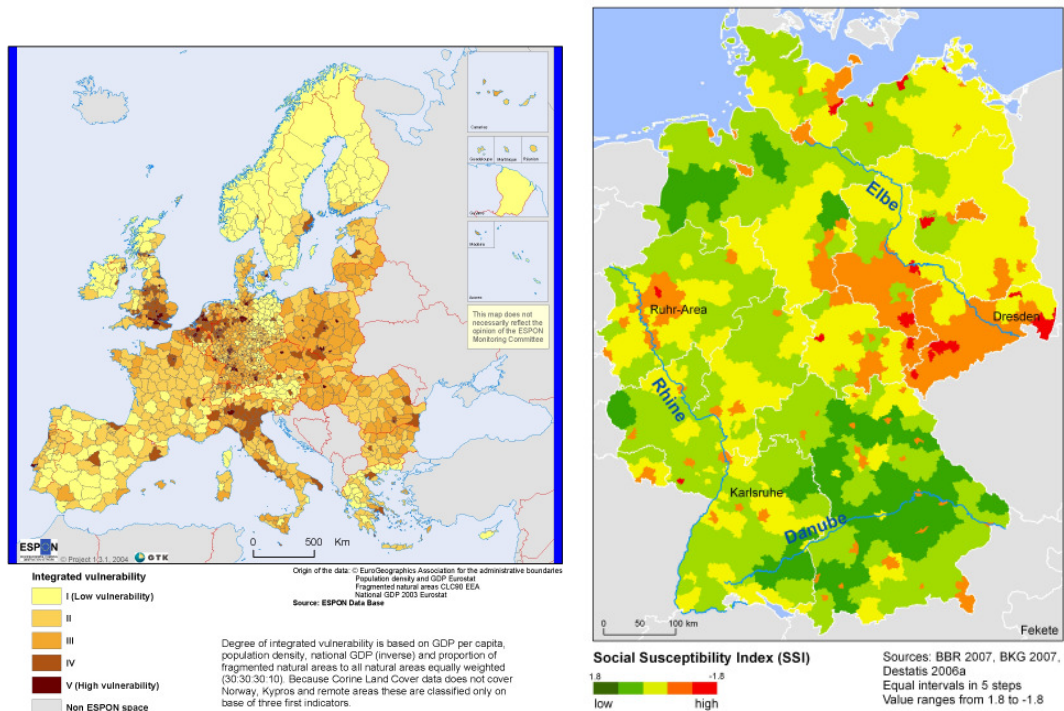 Canarias
Guadeloupe
Martinique
Réunion
Guyane
Madeira
This map does not
necessarily reflect the
opinion of the ESPON
Monitoring Committee
ESPON
© Project 1.3.1, 2004
GTK
0 500 Km
Origin of the data: © EuroGeographics Association for the administrative boundaries
Population density and GDP Eurostat
Fragmented natural areas CLC90 EEA
National GDP 2003 Eurostat
Source: ESPON Data Base
Integrated vulnerability
I (Low vulnerability)
II
III
IV
V (High vulnerability)
Non ESPON space
Degree of integrated vulnerability is based on GDP per capita,
population density, national GDP (inverse) and proportion of
fragmented natural areas to all natural areas equally weighted
(30:30:30:10). Because Corine Land Cover data does not cover
Norway, Kypros and remote areas these are classified only on
base of three first indicators.
Elbe
Ruhr-Area
Dresden
Rhine
Karlsruhe
Danube
0 50 100 km
Fekete
Social Susceptibility Index (SSI)
1.8 -1.8
low high
Sources: BBR 2007, BKG 2007,
Destatis 2006a
Equal intervals in 5 steps
Value ranges from 1.8 to -1.8